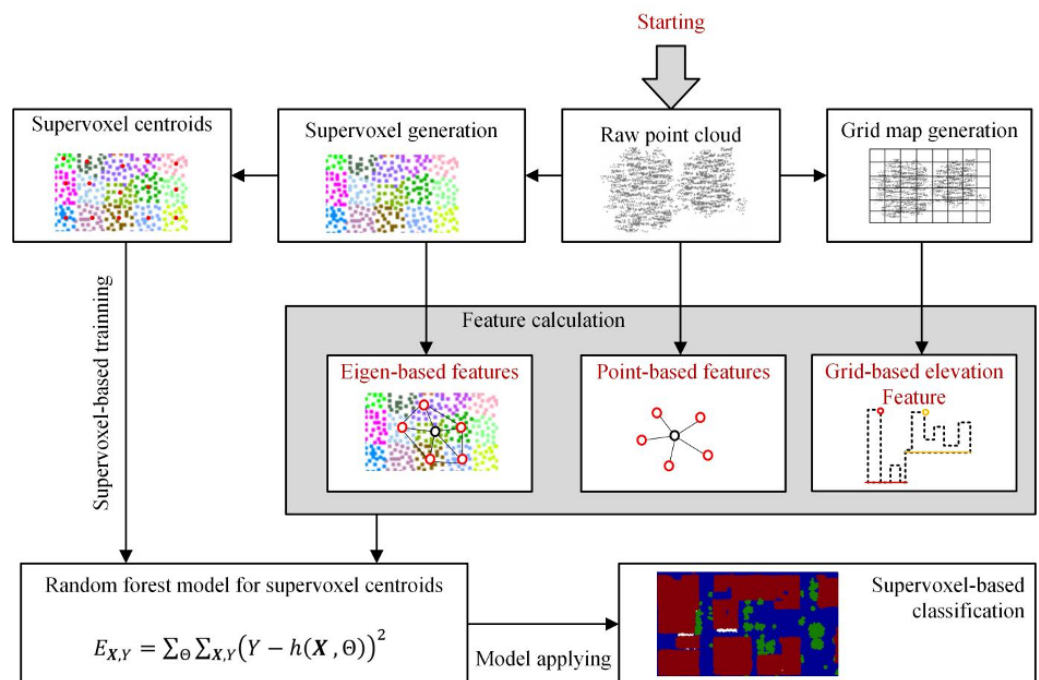 Starting
Supervoxel centroids
Supervoxel generation
Raw point cloud
Grid map generation
Supervoxel-based trainning
Feature calculation
Eigen-based features
Point-based features
Grid-based elevation
Feature
Random forest model for supervoxel centroids
E_{X,Y} = ∑_Θ ∑_{X,Y}(Y − h(X , Θ))²
Model applying
Supervoxel-based
classification